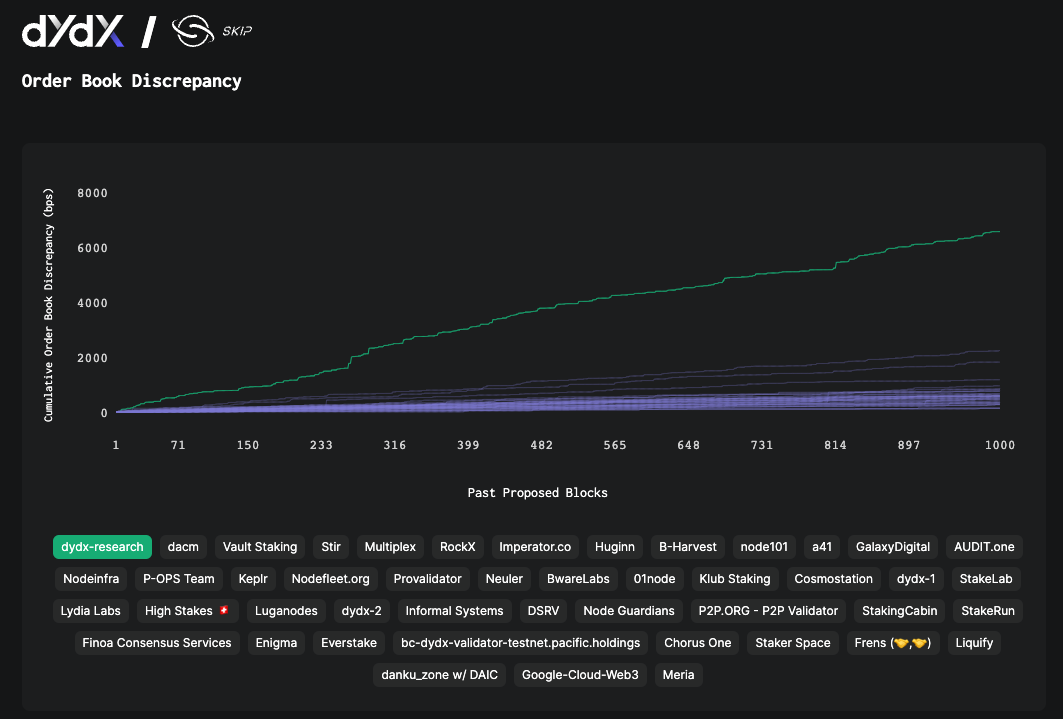 dYdX / SKIP
Order Book Discrepancy
Cumulative Order Book Discrepancy (bps)
8000
6000
4000
2000
0
1 71 150 233 316 399 482 565 648 731 814 897 1000
Past Proposed Blocks
dydx-research dacm Vault Staking Stir Multiplex RockX Imperator.co Huginn B-Harvest node101 a41 GalaxyDigital AUDIT.one
Nodeinfra P-OPS Team Keplr Nodefleet.org Provalidator Neuler BwareLabs 01node Klub Staking Cosmostation dydx-1 StakeLab
Lydia Labs High Stakes 🇨🇭 Luganodes dydx-2 Informal Systems DSRV Node Guardians P2P.ORG - P2P Validator StakingCabin StakeRun
Finoa Consensus Services Enigma Everstake bc-dydx-validator-testnet.pacific.holdings Chorus One Staker Space Frens (🤝,🤝) Liquify
danku_zone w/ DAIC Google-Cloud-Web3 Meria